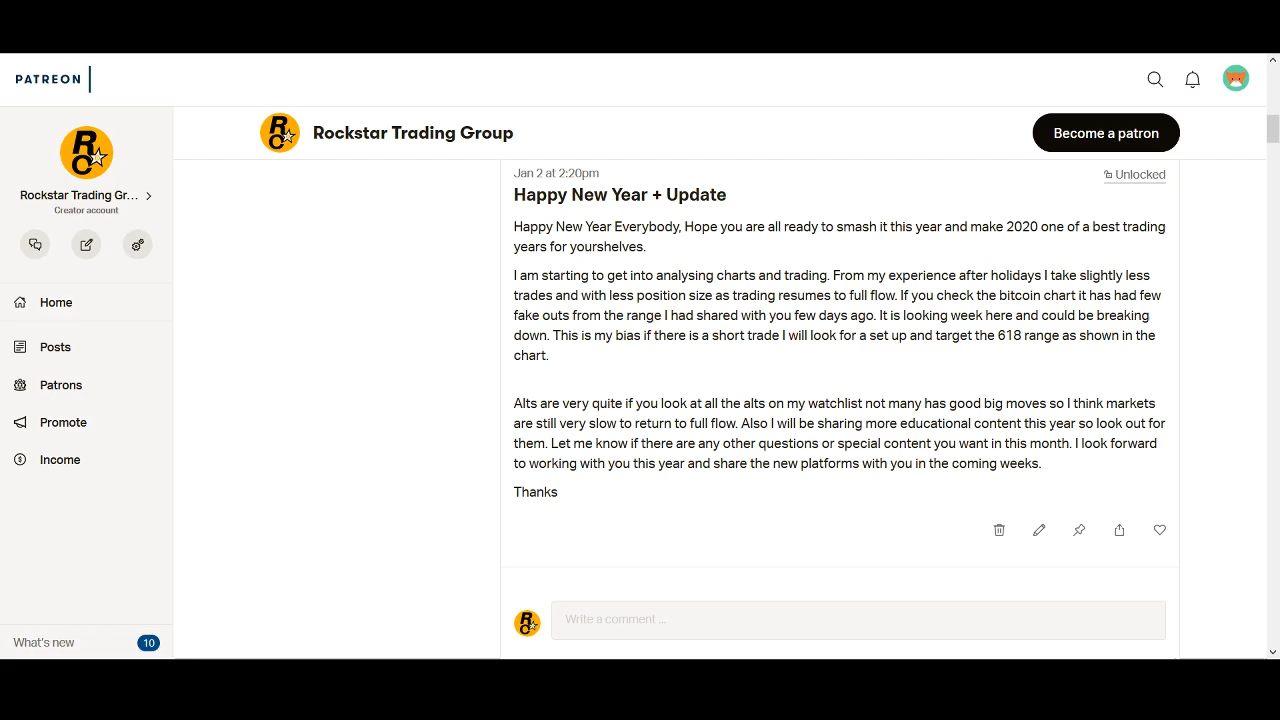 PATREON
Rockstar Trading Group
Become a patron
Rockstar Trading Gr...
Creator account
Home
Posts
Patrons
Promote
Income
What's new
10
Jan 2 at 2:20pm
Unlocked
Happy New Year + Update
Happy New Year Everybody, Hope you are all ready to smash it this year and make 2020 one of a best trading
years for yourshelves.
I am starting to get into analysing charts and trading. From my experience after holidays I take slightly less
trades and with less position size as trading resumes to full flow. If you check the bitcoin chart it has had few
fake outs from the range I had shared with you few days ago. It is looking week here and could be breaking
down. This is my bias if there is a short trade I will look for a set up and target the 618 range as shown in the
chart.
Alts are very quite if you look at all the alts on my watchlist not many has good big moves so I think markets
are still very slow to return to full flow. Also I will be sharing more educational content this year so look out for
them. Let me know if there are any other questions or special content you want in this month. I look forward
to working with you this year and share the new platforms with you in the coming weeks.
Thanks
Write a comment ...